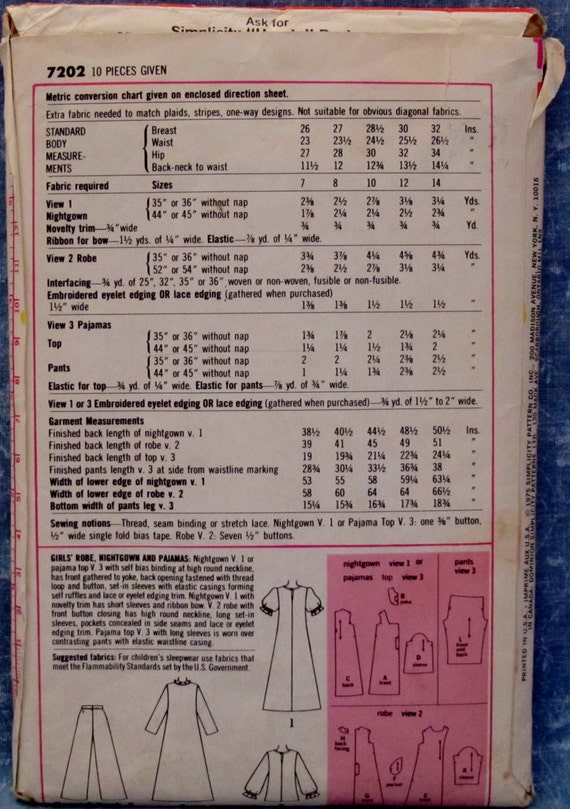 Ask for
7202 10 PIECES GIVEN
Metric conversion chart given on enclosed direction sheet.
Extra fabric needed to match plaids, stripes, one-way designs. Not suitable for obvious diagonal fabrics.
STANDARD Breast 26 27 28½ 30 32 Ins.
BODY Waist 23 23½ 24½ 25½ 26½ "
MEASURE- Hip 27 28 30 32 34 "
MENTS Back-neck to waist 11½ 12 12¾ 13½ 14¼ "
Fabric required Sizes 7 8 10 12 14
View 1 35" or 36" without nap 2⅜ 2½ 2⅞ 3⅛ 3¼ Yds.
Nightgown 44" or 45" without nap 1⅞ 2¼ 2¼ 2½ 2¾ "
Novelty trim—¾" wide ¾ ¾ ¾ ¾ ¾ Yd.
Ribbon for bow—1½ yds. of ¼" wide. Elastic—⅞ yd. of ¼" wide.
View 2 Robe 35" or 36" without nap 3¾ 3⅞ 4¼ 4⅝ 4¾ Yds.
52" or 54" without nap 2⅜ 2½ 2⅞ 3⅛ 3¼ "
Interfacing—¾ yd. of 25", 32", 35" or 36", woven or non-woven, fusible or non-fusible.
Embroidered eyelet edging OR lace edging (gathered when purchased)
1½" wide 1⅜ 1⅜ 1½ 1½ 1½ "
View 3 Pajamas 35" or 36" without nap 1¾ 1⅞ 2 2⅛ 2¼ "
Top 44" or 45" without nap 1¼ 1¼ 1½ 1¾ 2 "
Pants 35" or 36" without nap 2 2 2¼ 2⅜ 2½ "
44" or 45" without nap 1 1¼ 1¾ 2⅜ 2½ "
Elastic for top—¾ yd. of ¼" wide. Elastic for pants—⅞ yd. of ¾" wide.
View 1 or 3 Embroidered eyelet edging OR lace edging (gathered when purchased)—¾ yd. of 1½" to 2" wide.
Garment Measurements
Finished back length of nightgown v. 1 38½ 40½ 44½ 48½ 50½ Ins.
Finished back length of robe v. 2 39 41 45 49 51 "
Finished back length of top v. 3 19 19¾ 21¼ 22¾ 24¼ "
Finished pants length v. 3 at side from waistline marking 28¾ 30¼ 33½ 36¾ 38 "
Width of lower edge of nightgown v. 1 53 55 58 59¼ 63¼ "
Width of lower edge of robe v. 2 58 60 64 64 66½ "
Bottom width of pants leg v. 3 15¼ 15¾ 16¾ 17¾ 18¾ "
Sewing notions—Thread, seam binding or stretch lace. Nightgown V. 1 or Pajama Top V. 3: one ⅜" button,
½" wide single fold bias tape. Robe V. 2: Seven ½" buttons.
GIRLS' ROBE, NIGHTGOWN AND PAJAMAS: Nightgown V. 1 or
pajama top V. 3 with self bias binding at high round neckline,
has front gathered to yoke, back opening fastened with thread
loop and button, set-in sleeves with elastic casings forming
self ruffles and lace or eyelet edging trim. Nightgown V. 1 with
novelty trim has short sleeves and ribbon bow. V. 2 robe with
front button closing has high round neckline, long set-in
sleeves, pockets concealed in side seams and lace or eyelet
edging trim. Pajama top V. 3 with long sleeves is worn over
contrasting pants with elastic waistline casing.
Suggested fabrics: For children's sleepwear use fabrics that
meet the Flammability Standards set by the U.S. Government.
1
nightgown view 1 or
pajamas top view 3
pants
view 3
B
yoke
C
back
A
front
D
sleeve
front and
back
robe view 2
H
back
facing
F
pocket
G
E
K
sleeve
© 1975 SIMPLICITY PATTERN CO. INC. 200 MADISON AVENUE, NEW YORK, N. Y. 10016
PRINTED IN U.S.A. — IMPRIME AUX U.S.A.